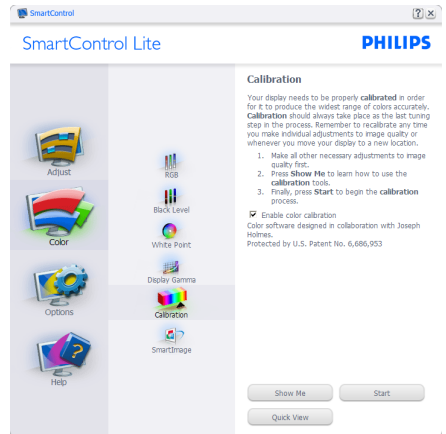 SmartControl
SmartControl Lite
PHILIPS
Adjust
Color
Options
Help
RGB
Black Level
White Point
Display Gamma
Calibration
SmartImage
Calibration
Your display needs to be properly calibrated in order
for it to produce the widest range of colors accurately.
Calibration should always take place as the last tuning
step in the process. Remember to recalibrate any time
you make individual adjustments to image quality or
whenever you move your display to a new location.
1. Make all other necessary adjustments to image
quality first.
2. Press Show Me to learn how to use the
calibration tools.
3. Finally, press Start to begin the calibration
process.
Enable color calibration
Color software designed in collaboration with Joseph
Holmes.
Protected by U.S. Patent No. 6,686,953
Show Me
Start
Quick View